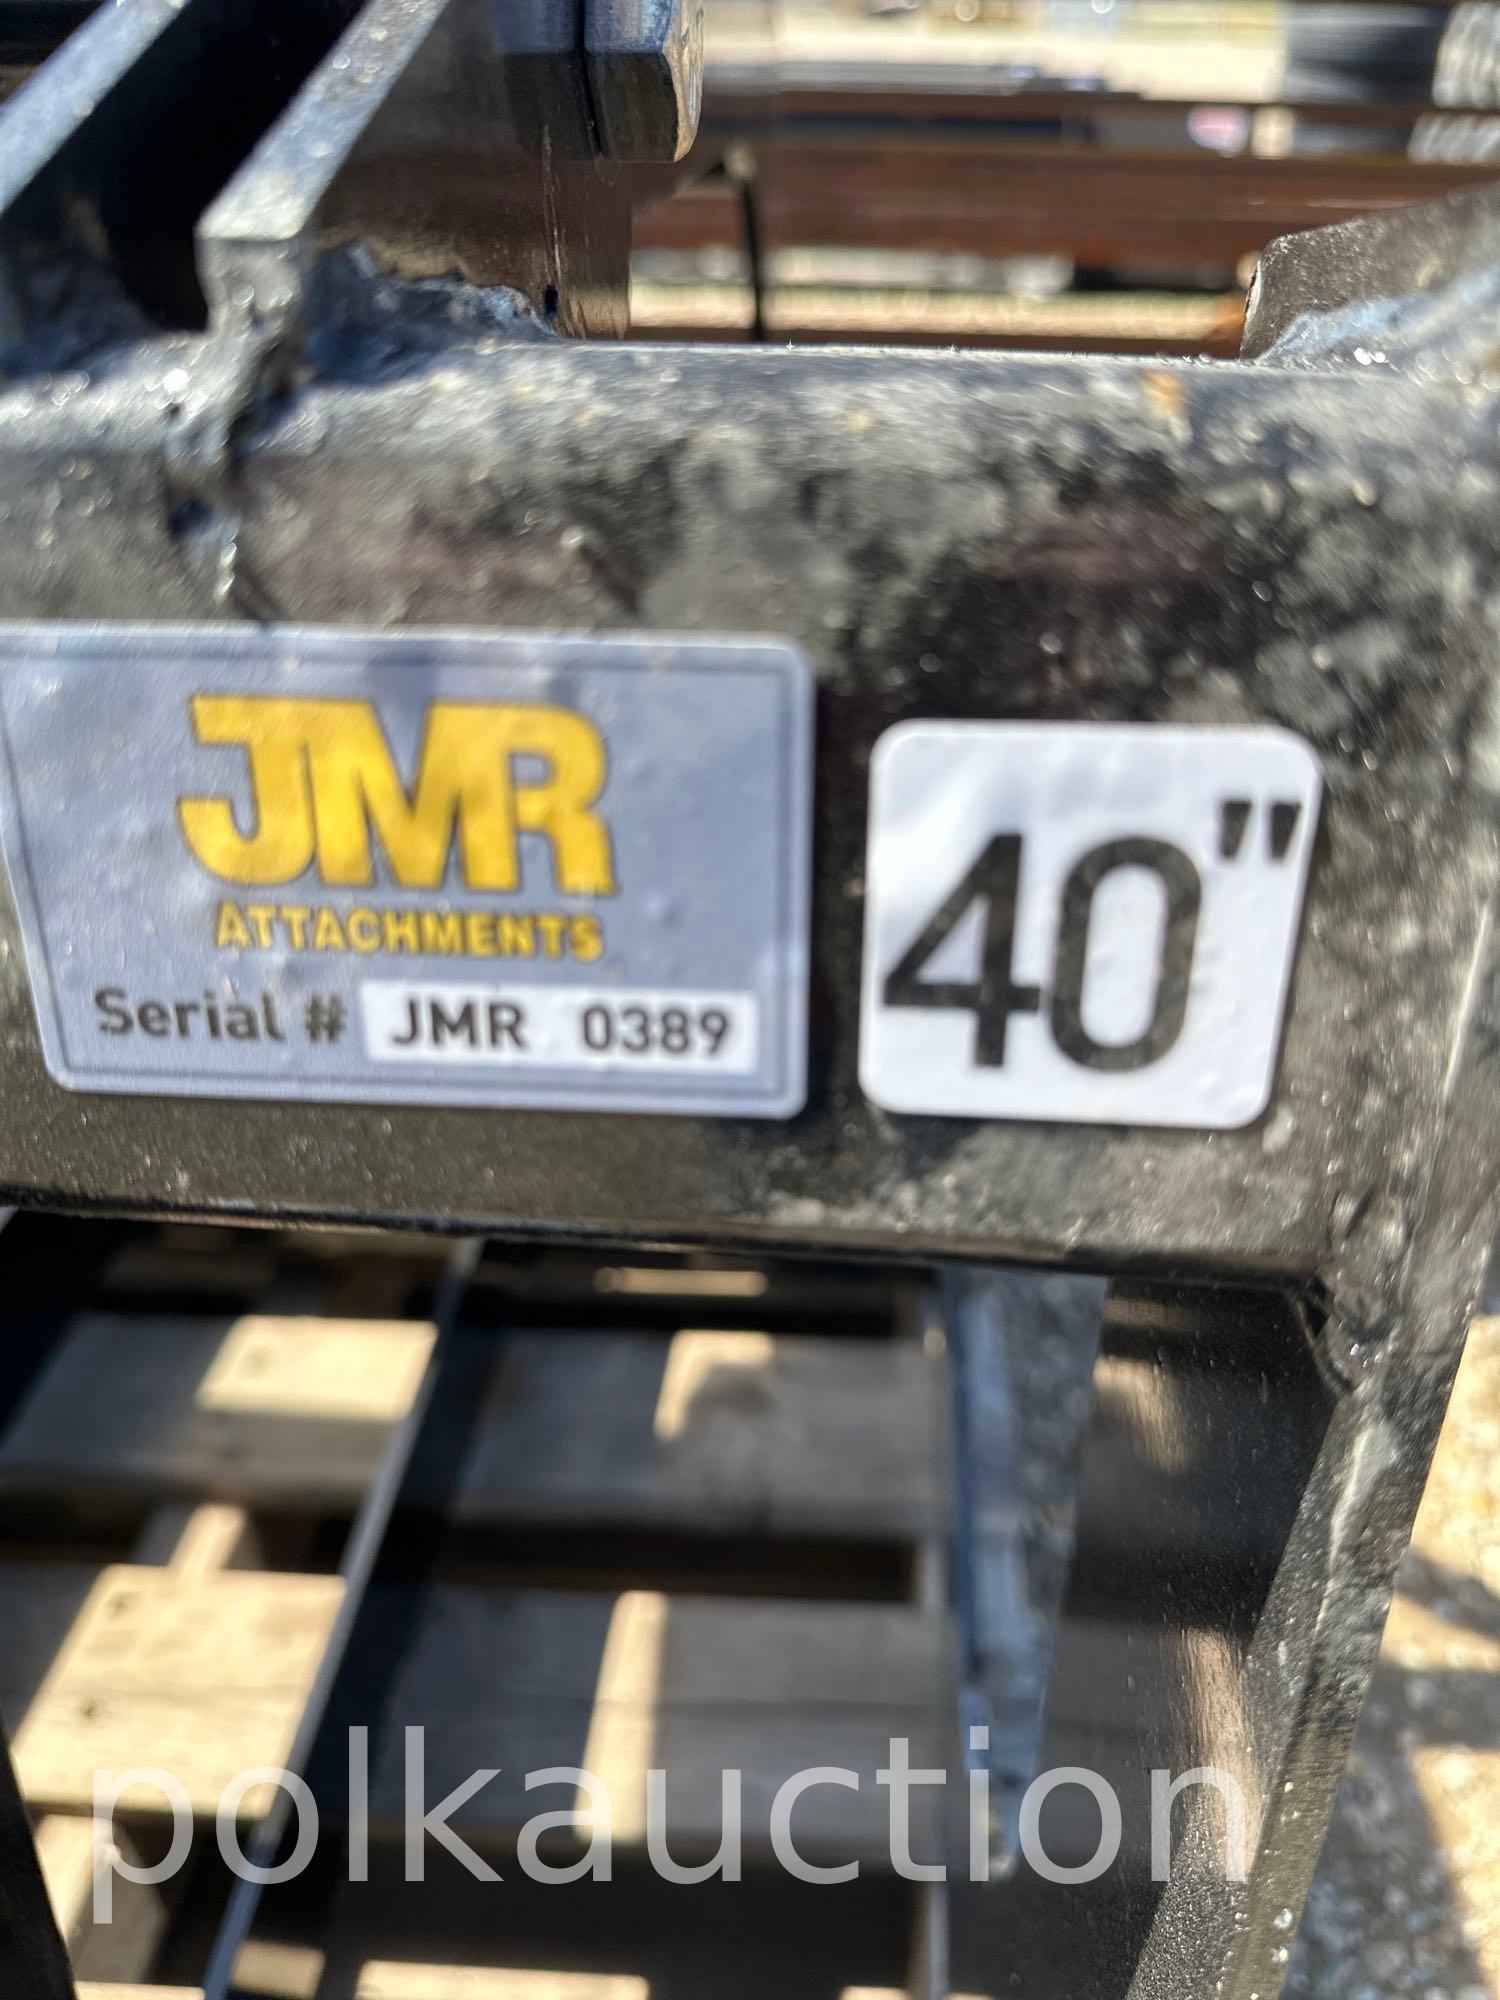 JMR
ATTACHMENTS
Serial # JMR 0389
40"
polkauction